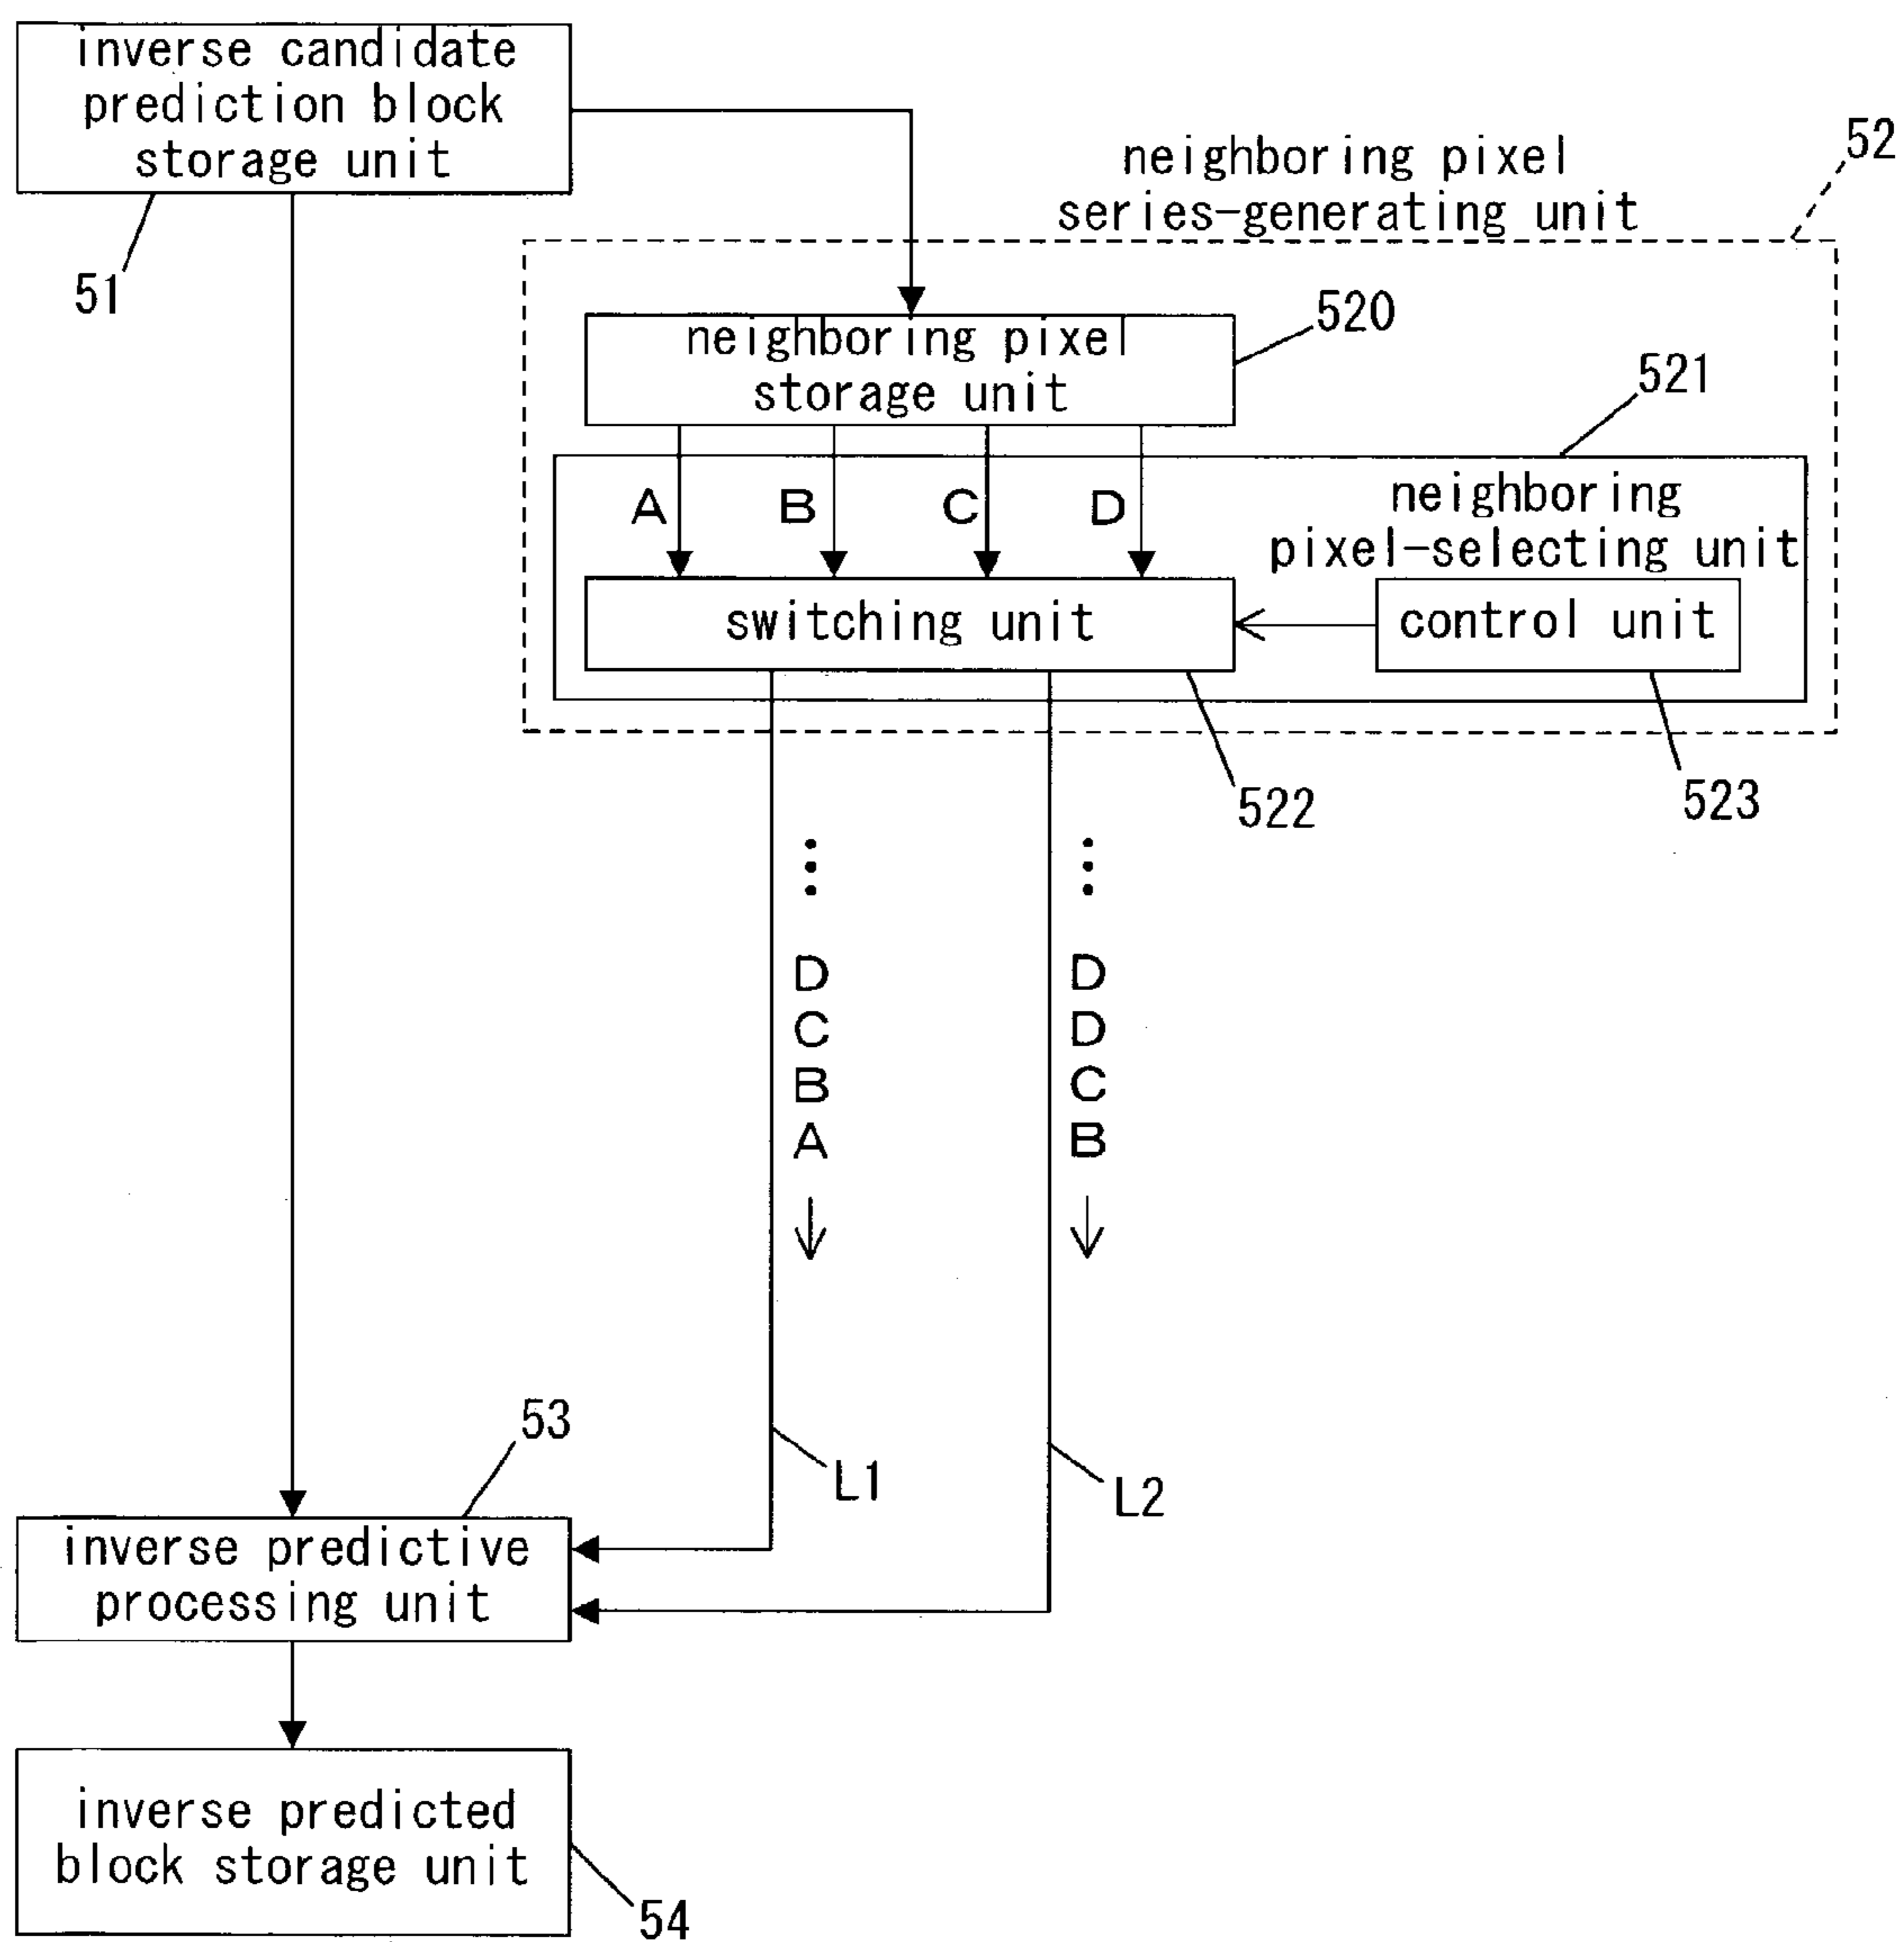 inverse candidate
prediction block
storage unit
51
neighboring pixel
series-generating unit
52
neighboring pixel
storage unit
520
521
A B C D
neighboring
pixel-selecting unit
switching unit
control unit
522
523
⋮ ⋮
D D
C D
B C
A B
↓ ↓
L1
L2
53
inverse predictive
processing unit
inverse predicted
block storage unit
54